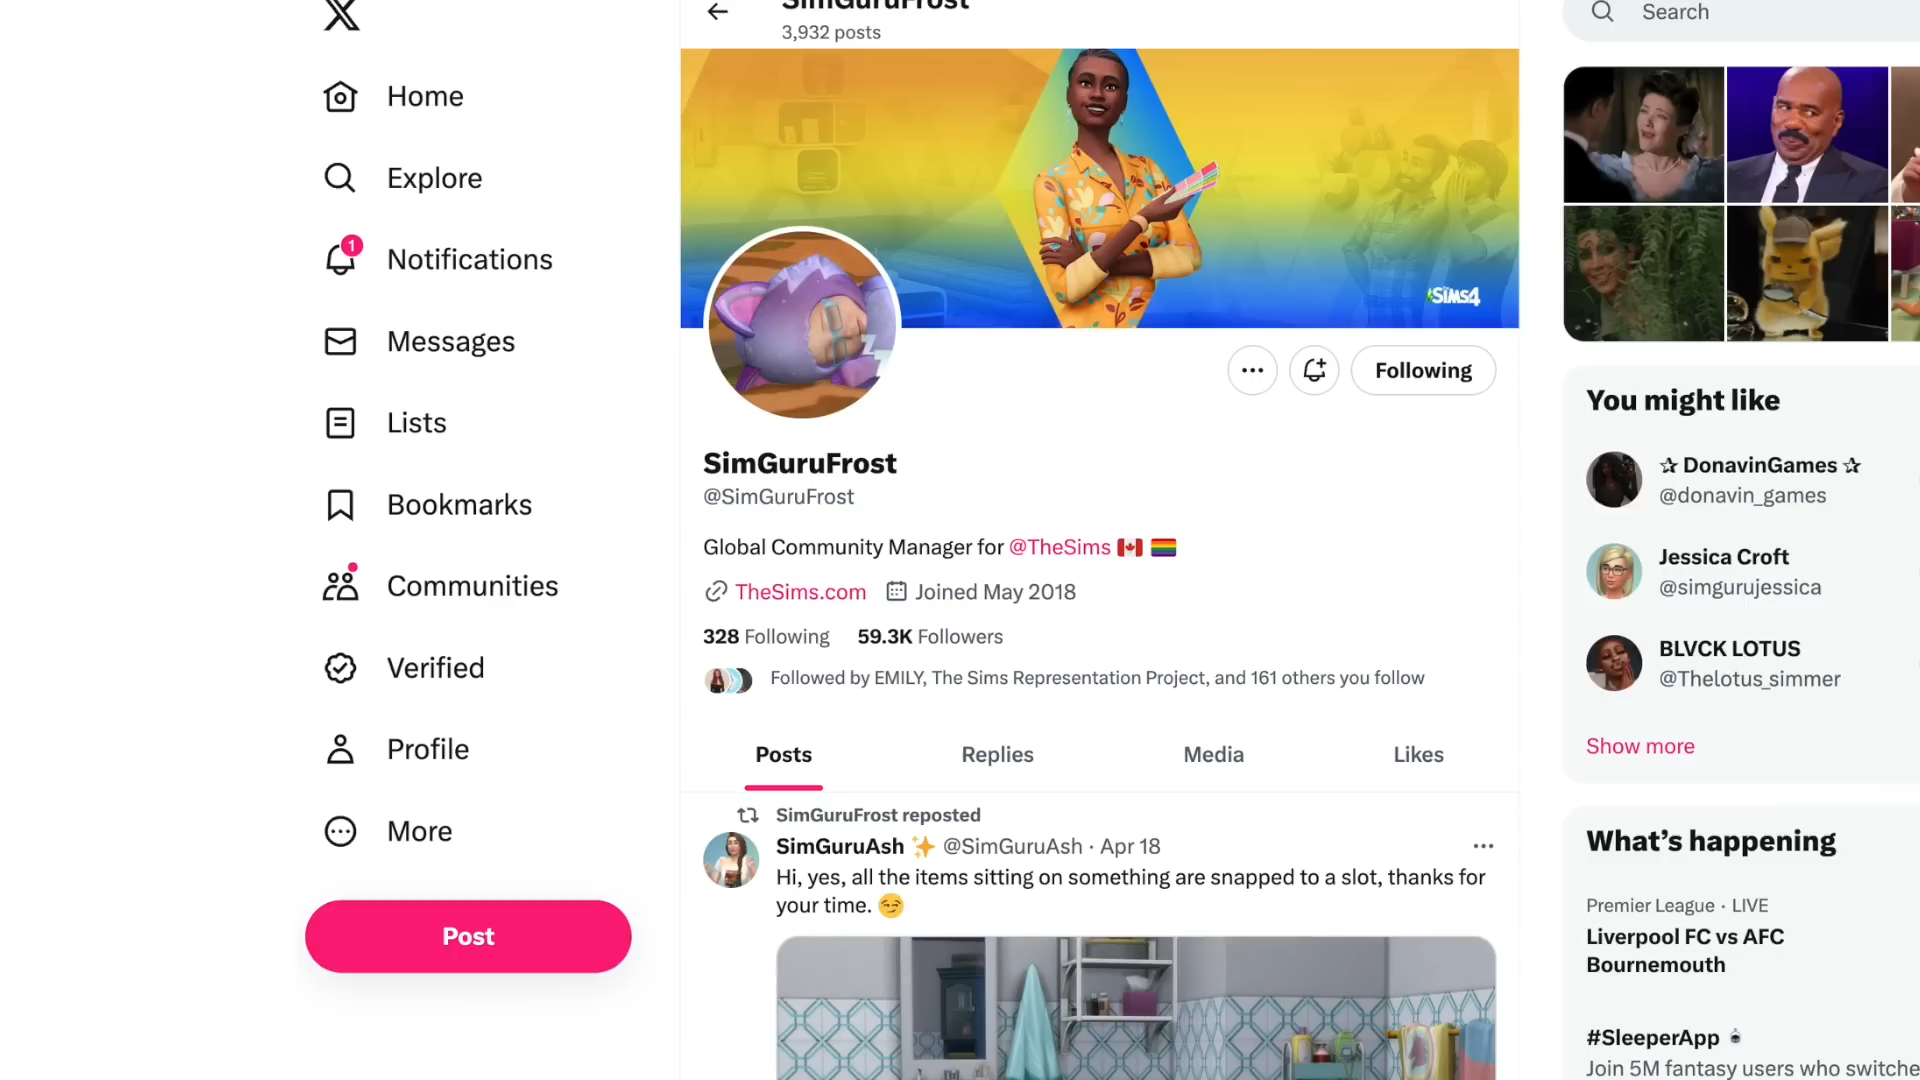 SimGuruFrost
3,932 posts
Search
Home
Explore
1
Notifications
Messages
Lists
Bookmarks
Communities
Verified
Profile
More
Post
SiMS4
Following
SimGuruFrost
@SimGuruFrost
Global Community Manager for @TheSims 🇨🇦 🏳️‍🌈
TheSims.com Joined May 2018
328 Following 59.3K Followers
Followed by EMILY, The Sims Representation Project, and 161 others you follow
Posts Replies Media Likes
SimGuruFrost reposted
SimGuruAsh ✨ @SimGuruAsh · Apr 18
Hi, yes, all the items sitting on something are snapped to a slot, thanks for
your time. 😏
You might like
✰ DonavinGames ✰
@donavin_games
Jessica Croft
@simgurujessica
BLVCK LOTUS
@Thelotus_simmer
Show more
What's happening
Premier League · LIVE
Liverpool FC vs AFC
Bournemouth
#SleeperApp
Join 5M fantasy users who switche